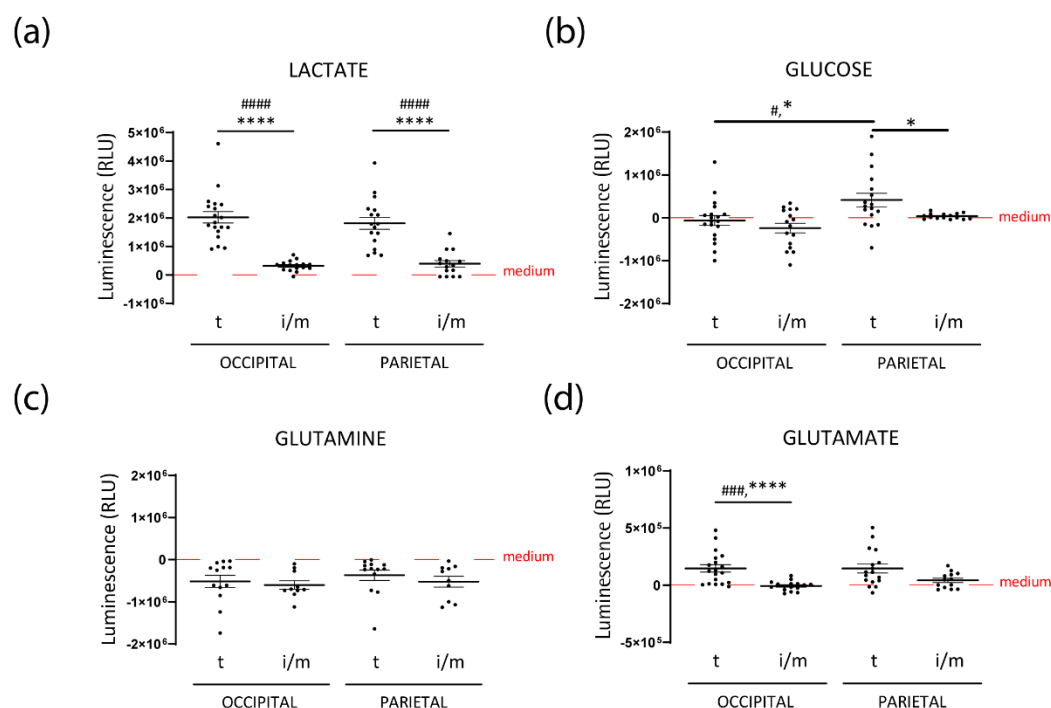 (a)
LACTATE
####
****
####
****
Luminescence (RLU)
5×10⁶
4×10⁶
3×10⁶
2×10⁶
1×10⁶
0
-1×10⁶
medium
t i/m t i/m
OCCIPITAL PARIETAL
(b)
GLUCOSE
#,*
*
Luminescence (RLU)
2×10⁶
1×10⁶
0
-1×10⁶
-2×10⁶
medium
t i/m t i/m
OCCIPITAL PARIETAL
(c)
GLUTAMINE
Luminescence (RLU)
2×10⁶
1×10⁶
0
-1×10⁶
-2×10⁶
medium
t i/m t i/m
OCCIPITAL PARIETAL
(d)
GLUTAMATE
###,****
Luminescence (RLU)
1×10⁶
5×10⁵
0
-5×10⁵
medium
t i/m t i/m
OCCIPITAL PARIETAL